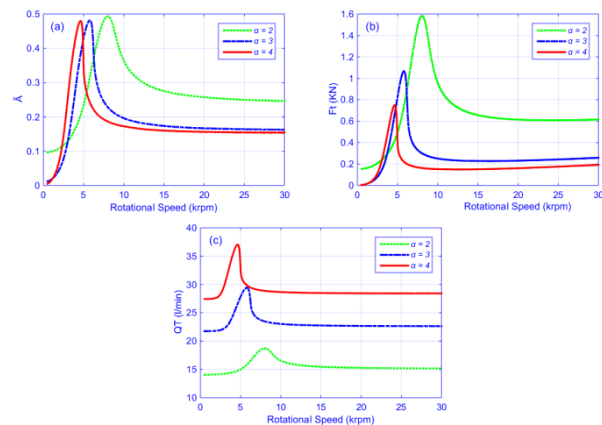 (a)
α = 2
α = 3
α = 4
0.5
0.4
0.3
0.2
0.1
0
Ā
0 5 10 15 20 25 30
Rotational Speed (krpm)
(b)
α = 2
α = 3
α = 4
1.6
1.4
1.2
1
0.8
0.6
0.4
0.2
0
Ft (KN)
0 5 10 15 20 25 30
Rotational Speed (krpm)
(c)
α = 2
α = 3
α = 4
40
35
30
25
20
15
10
QT (l/min)
0 5 10 15 20 25 30
Rotational Speed (krpm)